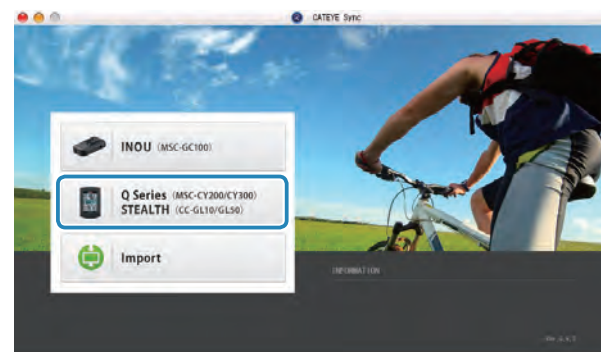 CATEYE Sync
INOU (MSC-GC100)
Q Series (MSC-CY200/CY300)
STEALTH (CC-GL10/GL50)
Import
INFORMATION